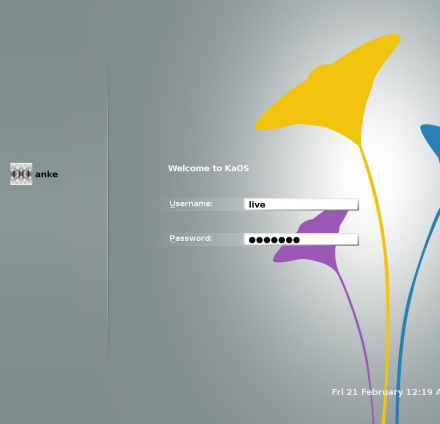 Welcome to KaOS
anke
Username: live
Password: ●●●●●●●
Fri 21 February 12:19 A